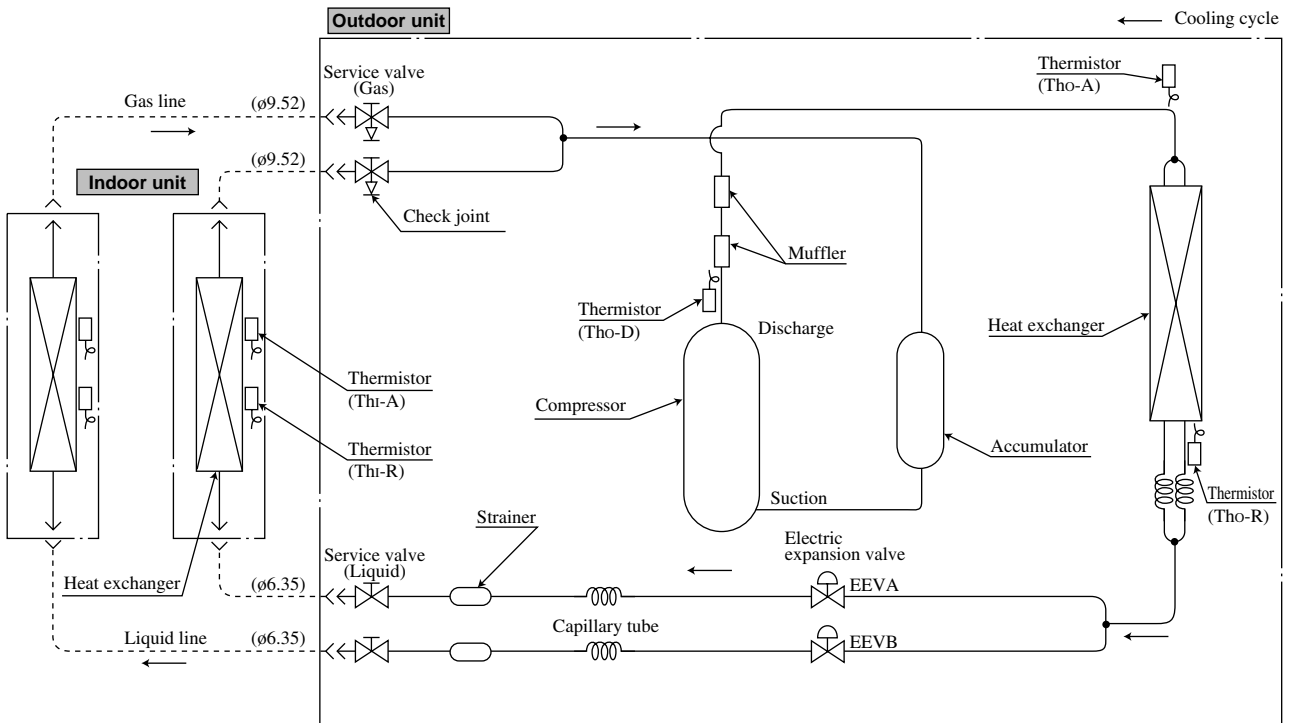 Outdoor unit
Cooling cycle
Service valve
(Gas)
Thermistor
(ThO-A)
Gas line
(ø9.52)
(ø9.52)
Indoor unit
Check joint
Muffler
Thermistor
(ThO-D)
Discharge
Heat exchanger
Thermistor
(ThI-A)
Compressor
Thermistor
(ThI-R)
Accumulator
Suction
Thermistor
(ThO-R)
Strainer
Electric
expansion valve
Service valve
(Liquid)
Heat exchanger
(ø6.35)
EEVA
Capillary tube
Liquid line
(ø6.35)
EEVB